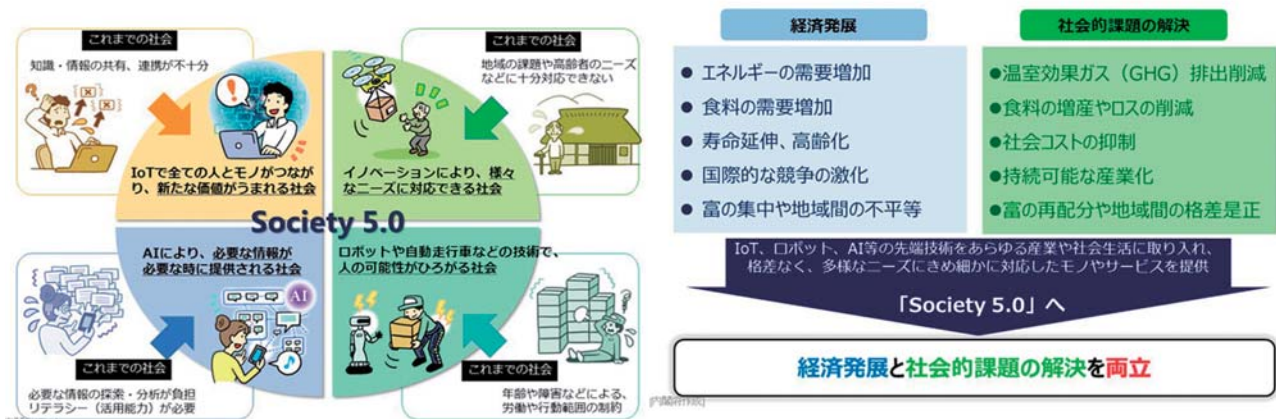 これまでの社会
知識・情報の共有、連携が不十分
IoTで全ての人とモノがつなが
り、新たな価値がうまれる社会
これまでの社会
地域の課題や高齢者のニーズ
などに十分対応できない
イノベーションにより、様々
なニーズに対応できる社会
Society 5.0
AIにより、必要な情報が
必要な時に提供される社会
AI
これまでの社会
必要な情報の探索・分析が負担
リテラシー（活用能力）が必要
ロボットや自動走行車などの技術で、
人の可能性がひろがる社会
これまでの社会
年齢や障害などによる、
労働や行動範囲の制約
経済発展
● エネルギーの需要増加
● 食料の需要増加
● 寿命延伸、高齢化
● 国際的な競争の激化
● 富の集中や地域間の不平等
社会的課題の解決
●温室効果ガス（GHG）排出削減
●食料の増産やロスの削減
●社会コストの抑制
●持続可能な産業化
●富の再配分や地域間の格差是正
IoT、ロボット、AI等の先端技術をあらゆる産業や社会生活に取り入れ、
格差なく、多様なニーズにきめ細かに対応したモノやサービスを提供
「Society 5.0」へ
経済発展と社会的課題の解決を両立